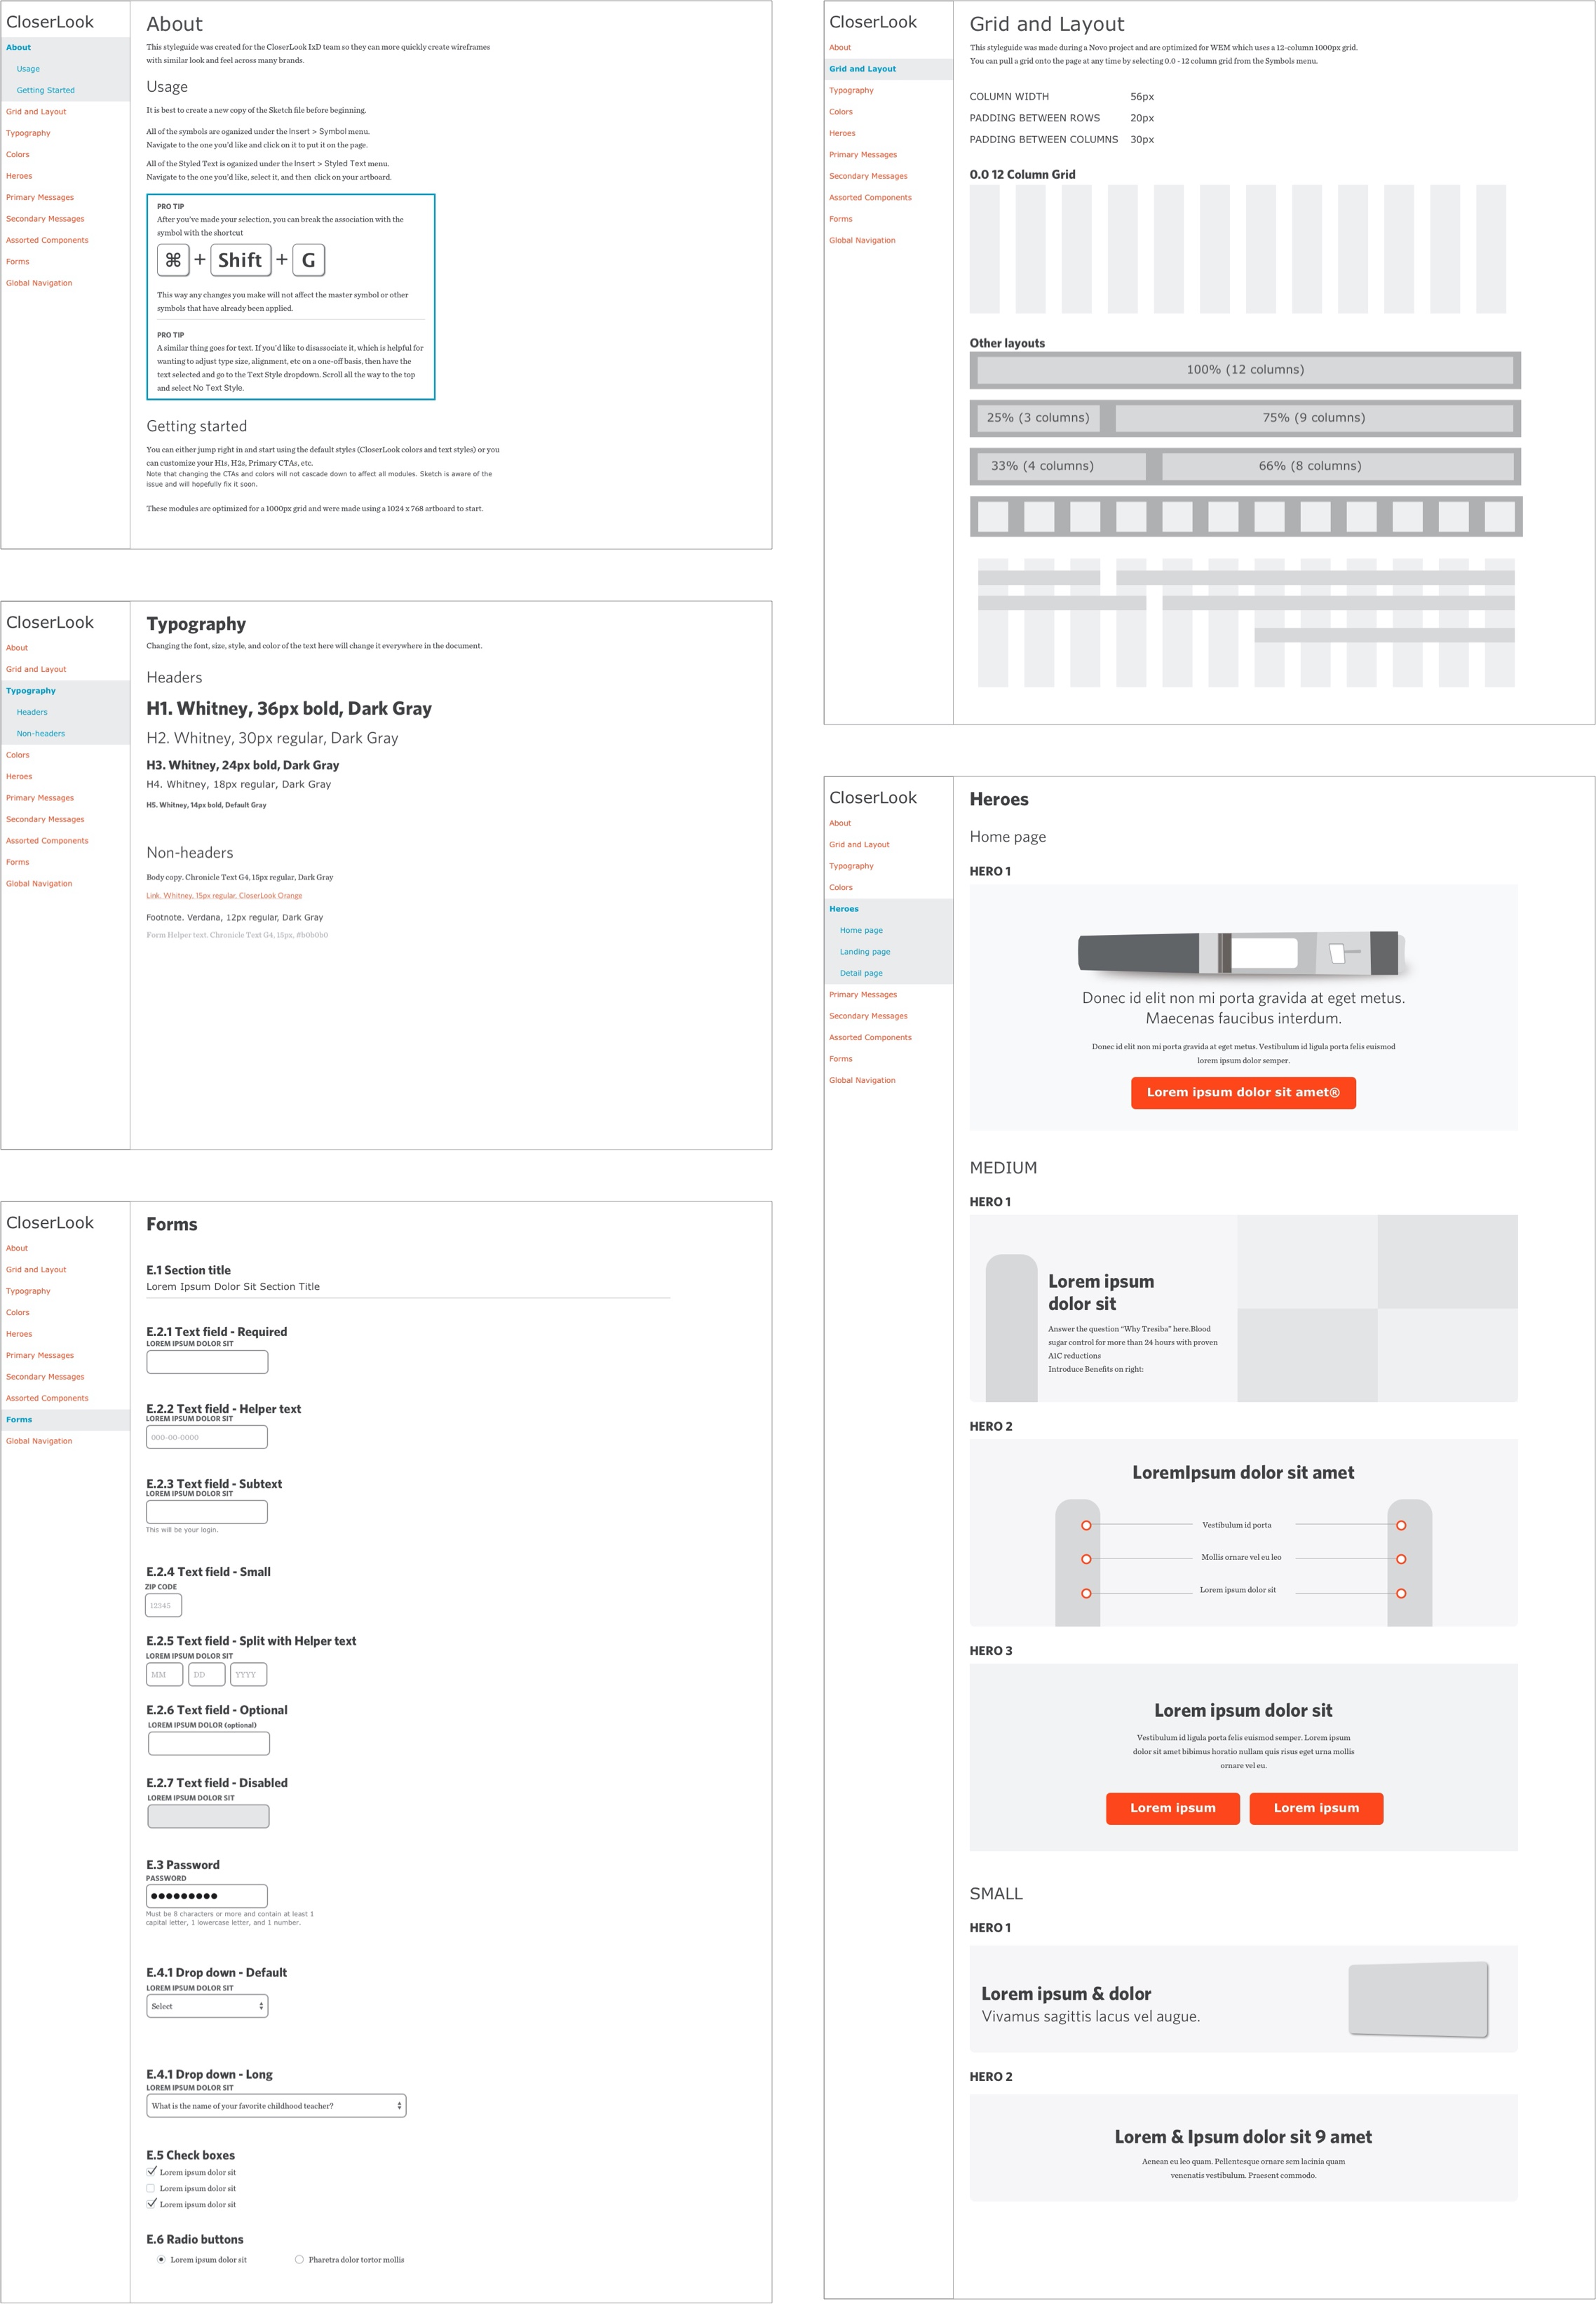 CloserLook
About
Usage
Getting Started
Grid and Layout
Typography
Colors
Heroes
Primary Messages
Secondary Messages
Assorted Components
Forms
Global Navigation
About
This styleguide was created for the CloserLook IxD team so they can more quickly create wireframes
with similar look and feel across many brands.
Usage
It is best to create a new copy of the Sketch file before beginning.
All of the symbols are oganized under the Insert > Symbol menu.
Navigate to the one you'd like and click on it to put it on the page.
All of the Styled Text is oganized under the Insert > Styled Text menu.
Navigate to the one you'd like, select it, and then click on your artboard.
PRO TIP
After you've made your selection, you can break the association with the
symbol with the shortcut
⌘ + Shift + G
This way any changes you make will not affect the master symbol or other
symbols that have already been applied.
PRO TIP
A similar thing goes for text. If you'd like to disassociate it, which is helpful for
wanting to adjust type size, alignment, etc on a one-off basis, then have the
text selected and go to the Text Style dropdown. Scroll all the way to the top
and select No Text Style.
Getting started
You can either jump right in and start using the default styles (CloserLook colors and text styles) or you
can customize your H1s, H2s, Primary CTAs, etc.
Note that changing the CTAs and colors will not cascade down to affect all modules. Sketch is aware of the
issue and will hopefully fix it soon.
These modules are optimized for a 1000px grid and were made using a 1024 x 768 artboard to start.
CloserLook
About
Grid and Layout
Typography
Colors
Heroes
Primary Messages
Secondary Messages
Assorted Components
Forms
Global Navigation
Grid and Layout
This styleguide was made during a Novo project and are optimized for WEM which uses a 12-column 1000px grid.
You can pull a grid onto the page at any time by selecting 0.0 - 12 column grid from the Symbols menu.
COLUMN WIDTH 56px
PADDING BETWEEN ROWS 20px
PADDING BETWEEN COLUMNS 30px
0.0 12 Column Grid
Other layouts
100% (12 columns)
25% (3 columns) 75% (9 columns)
33% (4 columns) 66% (8 columns)
CloserLook
About
Grid and Layout
Typography
Headers
Non-headers
Colors
Heroes
Primary Messages
Secondary Messages
Assorted Components
Forms
Global Navigation
Typography
Changing the font, size, style, and color of the text here will change it everywhere in the document.
Headers
H1. Whitney, 36px bold, Dark Gray
H2. Whitney, 30px regular, Dark Gray
H3. Whitney, 24px bold, Dark Gray
H4. Whitney, 18px regular, Dark Gray
H5. Whitney, 14px bold, Default Gray
Non-headers
Body copy. Chronicle Text G4, 15px regular, Dark Gray
Link. Whitney, 15px regular, CloserLook Orange
Footnote. Verdana, 12px regular, Dark Gray
Form Helper text. Chronicle Text G4, 15px, #b0b0b0
CloserLook
About
Grid and Layout
Typography
Colors
Heroes
Home page
Landing page
Detail page
Primary Messages
Secondary Messages
Assorted Components
Forms
Global Navigation
Heroes
Home page
HERO 1
Donec id elit non mi porta gravida at eget metus.
Maecenas faucibus interdum.
Donec id elit non mi porta gravida at eget metus. Vestibulum id ligula porta felis euismod
lorem ipsum dolor semper.
Lorem ipsum dolor sit amet®
MEDIUM
HERO 1
Lorem ipsum
dolor sit
Answer the question "Why Tresiba" here.Blood
sugar control for more than 24 hours with proven
A1C reductions
Introduce Benefits on right:
HERO 2
LoremIpsum dolor sit amet
Vestibulum id porta
Mollis ornare vel eu leo
Lorem ipsum dolor sit
HERO 3
Lorem ipsum dolor sit
Vestibulum id ligula porta felis euismod semper. Lorem ipsum
dolor sit amet bibimus horatio nullam quis risus eget urna mollis
ornare vel eu.
Lorem ipsum Lorem ipsum
SMALL
HERO 1
Lorem ipsum & dolor
Vivamus sagittis lacus vel augue.
HERO 2
Lorem & Ipsum dolor sit 9 amet
Aenean eu leo quam. Pellentesque ornare sem lacinia quam
venenatis vestibulum. Praesent commodo.
CloserLook
About
Grid and Layout
Typography
Colors
Heroes
Primary Messages
Secondary Messages
Assorted Components
Forms
Global Navigation
Forms
E.1 Section title
Lorem Ipsum Dolor Sit Section Title
E.2.1 Text field - Required
LOREM IPSUM DOLOR SIT
E.2.2 Text field - Helper text
LOREM IPSUM DOLOR SIT
000-00-0000
E.2.3 Text field - Subtext
LOREM IPSUM DOLOR SIT
This will be your login.
E.2.4 Text field - Small
ZIP CODE
12345
E.2.5 Text field - Split with Helper text
LOREM IPSUM DOLOR SIT
MM DD YYYY
E.2.6 Text field - Optional
LOREM IPSUM DOLOR (optional)
E.2.7 Text field - Disabled
LOREM IPSUM DOLOR SIT
E.3 Password
PASSWORD
Must be 8 characters or more and contain at least 1
capital letter, 1 lowercase letter, and 1 number.
E.4.1 Drop down - Default
LOREM IPSUM DOLOR SIT
Select
E.4.1 Drop down - Long
LOREM IPSUM DOLOR SIT
What is the name of your favorite childhood teacher?
E.5 Check boxes
Lorem ipsum dolor sit
Lorem ipsum dolor sit
Lorem ipsum dolor sit
E.6 Radio buttons
Lorem ipsum dolor sit Pharetra dolor tortor mollis